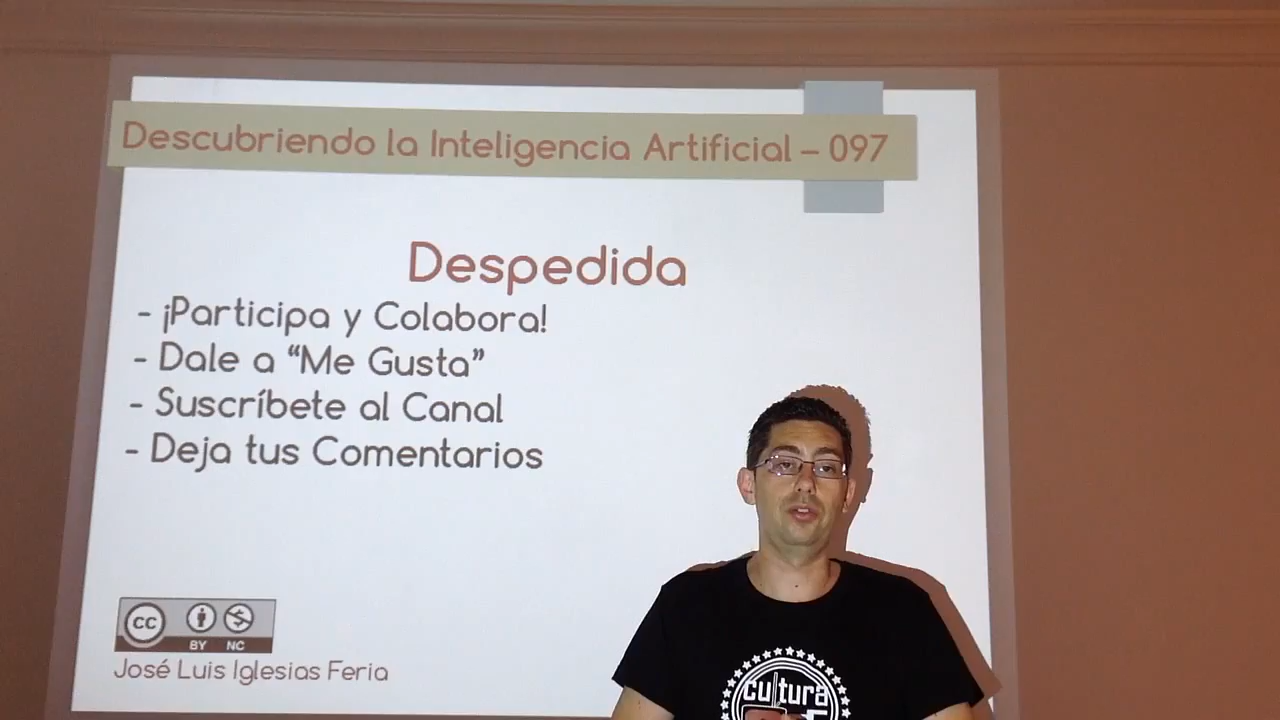 Descubriendo la Inteligencia Artificial – 097
Despedida
- ¡Participa y Colabora!
- Dale a “Me Gusta”
- Suscríbete al Canal
- Deja tus Comentarios
cc
BY NC
José Luis Iglesias Feria
cultura